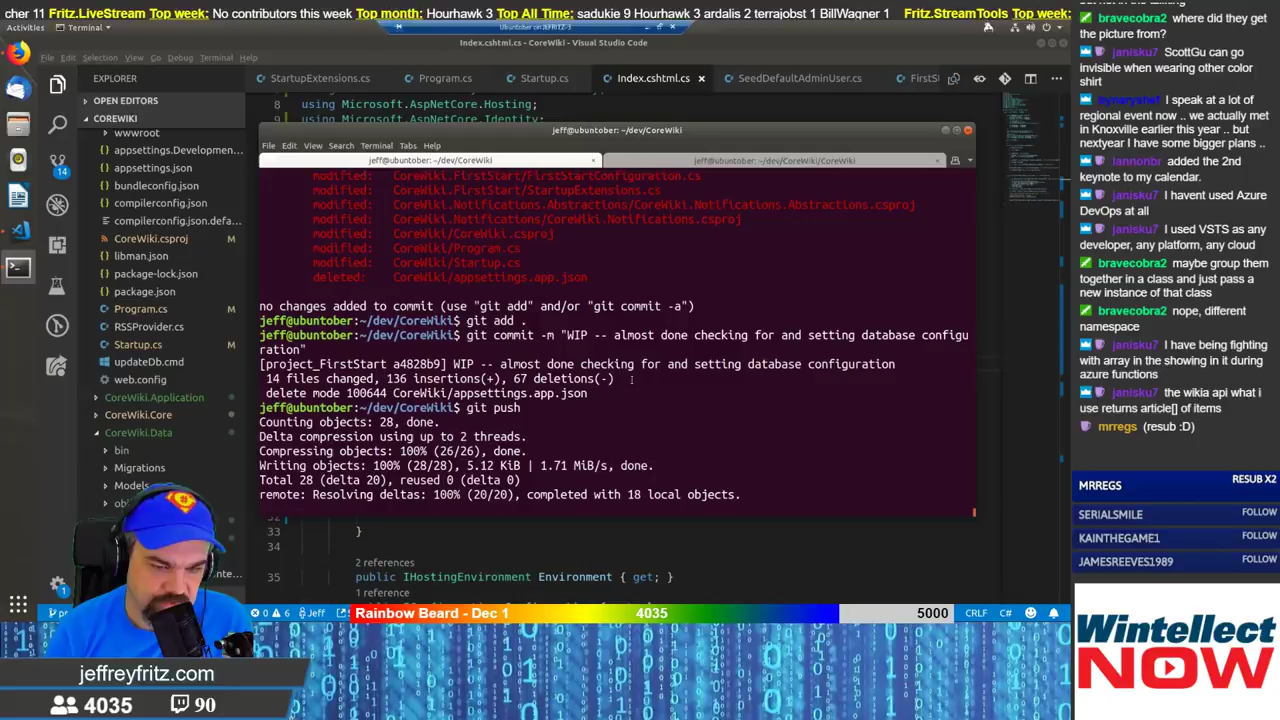 cher 11 Fritz.LiveStream Top week: No contributors this week Top month: Hourhawk 3 Top All Time: sadukie 9 Hourhawk 3 ardalis 2 terrajobst 1 BillWagner 1 Fritz.StreamTools Top week:
Activities Terminal
Ubuntober on JEFRITZ-3
Index.cshtml.cs - CoreWiki - Visual Studio Code
File Edit Selection View Go Debug Terminal Help
EXPLORER
StartupExtensions.cs
Program.cs
Startup.cs
Index.cshtml.cs
SeedDefaultAdminUser.cs
FirstS
OPEN EDITORS
COREWIKI
wwwroot
appsettings.Developmen...
appsettings.json
bundleconfig.json
compilerconfig.json
compilerconfig.json.defa...
CoreWiki.csproj M
libman.json
package-lock.json
package.json
Program.cs M
RSSProvider.cs
Startup.cs M
updateDb.cmd
web.config
CoreWiki.Application
CoreWiki.Core
CoreWiki.Data
bin
Migrations
Models
14
1
8 using Microsoft.AspNetCore.Hosting;
9 using Microsoft.AspNetCore.Identity;
jeff@ubuntober: ~/dev/CoreWiki
File Edit View Search Terminal Tabs Help
jeff@ubuntober: ~/dev/CoreWiki
jeff@ubuntober: ~/dev/CoreWiki/CoreWiki
modified: CoreWiki.FirstStart/FirstStartConfiguration.cs
modified: CoreWiki.FirstStart/StartupExtensions.cs
modified: CoreWiki.Notifications.Abstractions/CoreWiki.Notifications.Abstractions.csproj
modified: CoreWiki.Notifications/CoreWiki.Notifications.csproj
modified: CoreWiki/CoreWiki.csproj
modified: CoreWiki/Program.cs
modified: CoreWiki/Startup.cs
deleted: CoreWiki/appsettings.app.json
no changes added to commit (use "git add" and/or "git commit -a")
jeff@ubuntober:~/dev/CoreWiki$ git add .
jeff@ubuntober:~/dev/CoreWiki$ git commit -m "WIP -- almost done checking for and setting database configu
ration"
[project_FirstStart a4828b9] WIP -- almost done checking for and setting database configuration
14 files changed, 136 insertions(+), 67 deletions(-)
delete mode 100644 CoreWiki/appsettings.app.json
jeff@ubuntober:~/dev/CoreWiki$ git push
Counting objects: 28, done.
Delta compression using up to 2 threads.
Compressing objects: 100% (26/26), done.
Writing objects: 100% (28/28), 5.12 KiB | 1.71 MiB/s, done.
Total 28 (delta 20), reused 0 (delta 0)
remote: Resolving deltas: 100% (20/20), completed with 18 local objects.
33 }
34
2 references
35 public IHostingEnvironment Environment { get; }
1 reference
0 6 Jeff
CRLF C#
Rainbow Beard - Dec 1 4035 5000
jeffreyfritz.com
4035 90
bravecobra2 where did they
get the picture from?
janisku7 ScottGu can go
invisible when wearing other color
shirt
I speak at a lot of
regional event now .. we actually met
in Knoxville earlier this year .. but
nextyear I have some bigger plans ..
iannonbr added the 2nd
keynote to my calendar.
janisku7 I havent used Azure
DevOps at all
janisku7 I used VSTS as any
developer, any platform, any cloud
bravecobra2 maybe group them
together in a class and just pass a
new instance of that class
bravecobra2 nope, different
namespace
janisku7 I have being fighting
with array in the showing in it during
azure functions
janisku7 the wikia api what i
use returns article[] of items
mrregs (resub :D)
MRREGS RESUB X2
SERIALSMILE FOLLOW
KAINTHEGAME1 FOLLOW
JAMESREEVES1989 FOLLOW
Wintellect
NOW